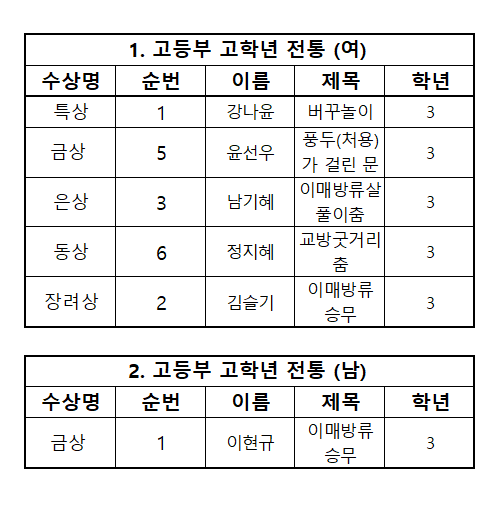 1. 고등부 고학년 전통 (여)
수상명 순번 이름 제목 학년
특상 1 강나윤 버꾸놀이 3
금상 5 윤선우 풍두(처용)
가 걸린 문 3
은상 3 남기혜 이매방류살
풀이춤 3
동상 6 정지혜 교방굿거리
춤 3
장려상 2 김슬기 이매방류
승무 3
2. 고등부 고학년 전통 (남)
수상명 순번 이름 제목 학년
금상 1 이현규 이매방류
승무 3